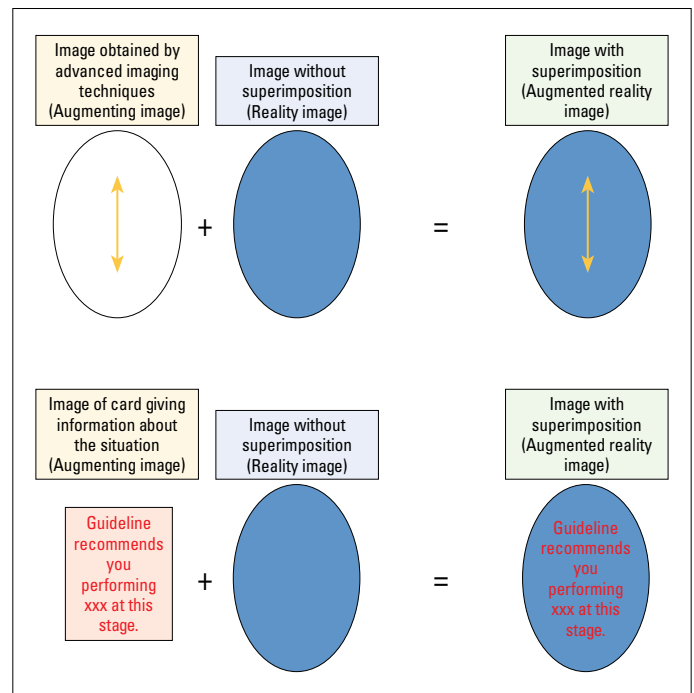 Image obtained by
advanced imaging
techniques
(Augmenting image)
Image without
superimposition
(Reality image)
Image with
superimposition
(Augmented reality
image)
+
=
Image of card giving
information about
the situation
(Augmenting image)
Image without
superimposition
(Reality image)
Image with
superimposition
(Augmented reality
image)
Guideline
recommends
you
performing
xxx at this
stage.
+
=
Guideline
recommends
you
performing
xxx at this
stage.